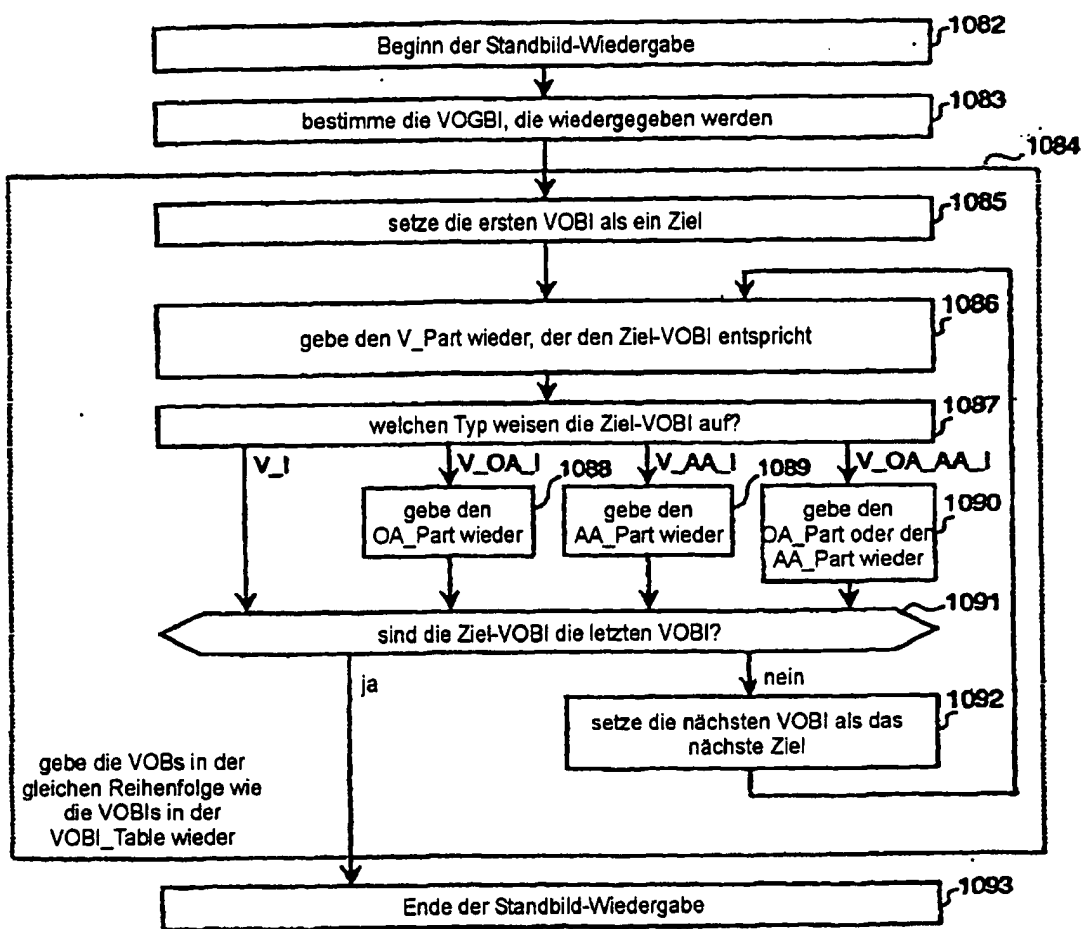 Beginn der Standbild-Wiedergabe
1082
bestimme die VOGBI, die wiedergegeben werden
1083
1084
setze die ersten VOBI als ein Ziel
1085
gebe den V_Part wieder, der den Ziel-VOBI entspricht
1086
welchen Typ weisen die Ziel-VOBI auf?
1087
V_I
V_OA_I
1088
V_AA_I
1089
V_OA_AA_I
gebe den
OA_Part wieder
gebe den
AA_Part wieder
gebe den
OA_Part oder den
AA_Part wieder
1090
1091
sind die Ziel-VOBI die letzten VOBI?
ja
nein
setze die nächsten VOBI als das
nächste Ziel
1092
gebe die VOBs in der
gleichen Reihenfolge wie
die VOBIs in der
VOBI_Table wieder
Ende der Standbild-Wiedergabe
1093